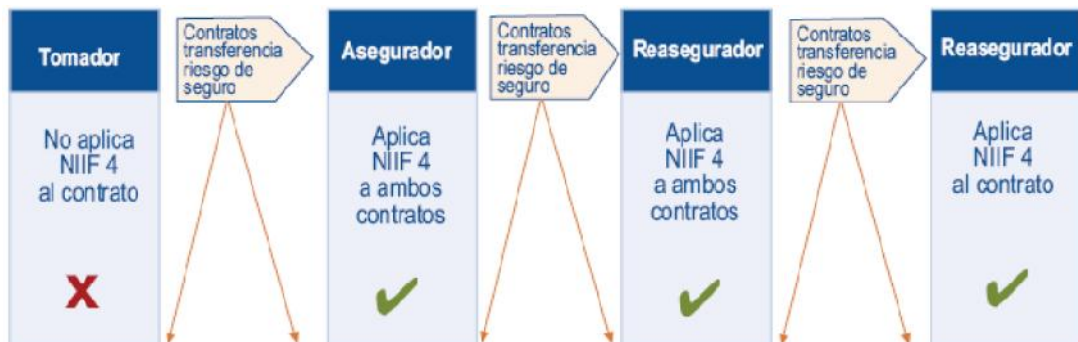 Tomador
Contratos
transferencia
riesgo de
seguro
Asegurador
Contratos
transferencia
riesgo de
seguro
Reasegurador
Contratos
transferencia
riesgo de
seguro
Reasegurador
No aplica
NIIF 4
al contrato
X
Aplica
NIIF 4
a ambos
contratos
Aplica
NIIF 4
a ambos
contratos
Aplica
NIIF 4
al contrato